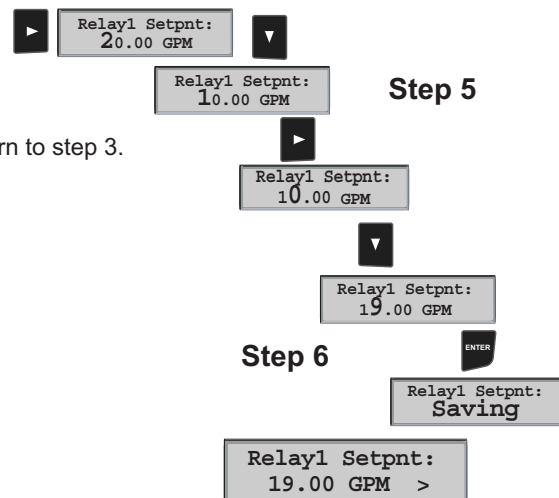 Relay1 Setpnt:
20.00 GPM
Relay1 Setpnt:
10.00 GPM
Step 5
rn to step 3.
Relay1 Setpnt:
10.00 GPM
Relay1 Setpnt:
19.00 GPM
Step 6
ENTER
Relay1 Setpnt:
Saving
Relay1 Setpnt:
19.00 GPM >